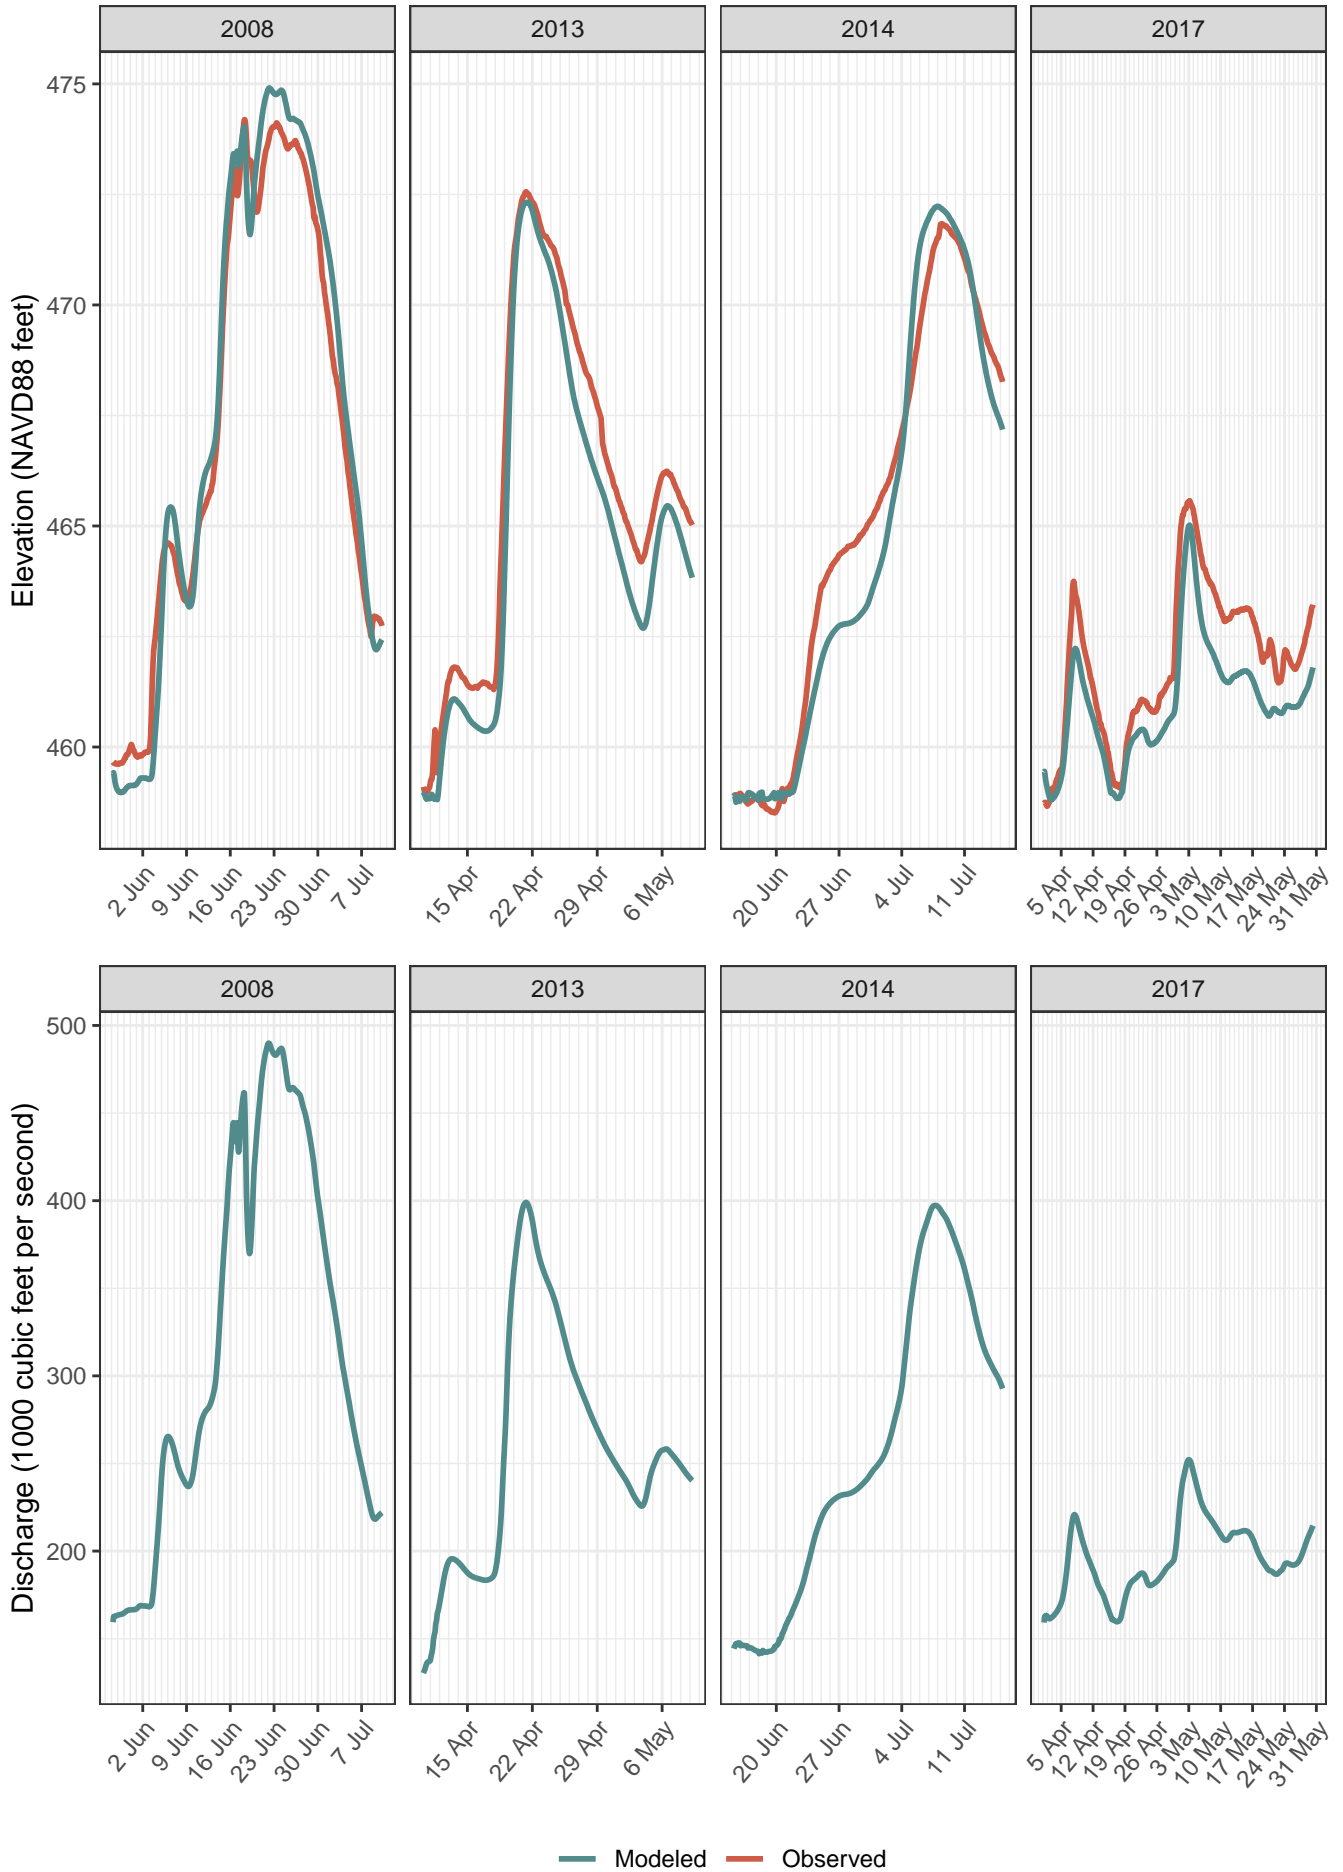 2008 2013 2014 2017
Elevation (NAVD88 feet)
475
470
465
460
2 Jun 9 Jun 16 Jun 23 Jun 30 Jun 7 Jul 15 Apr 22 Apr 29 Apr 6 May 20 Jun 27 Jun 4 Jul 11 Jul 5 Apr 12 Apr 19 Apr 26 Apr 3 May 10 May 17 May 24 May 31 May
2008 2013 2014 2017
Discharge (1000 cubic feet per second)
500
400
300
200
2 Jun 9 Jun 16 Jun 23 Jun 30 Jun 7 Jul 15 Apr 22 Apr 29 Apr 6 May 20 Jun 27 Jun 4 Jul 11 Jul 5 Apr 12 Apr 19 Apr 26 Apr 3 May 10 May 17 May 24 May 31 May
Modeled Observed